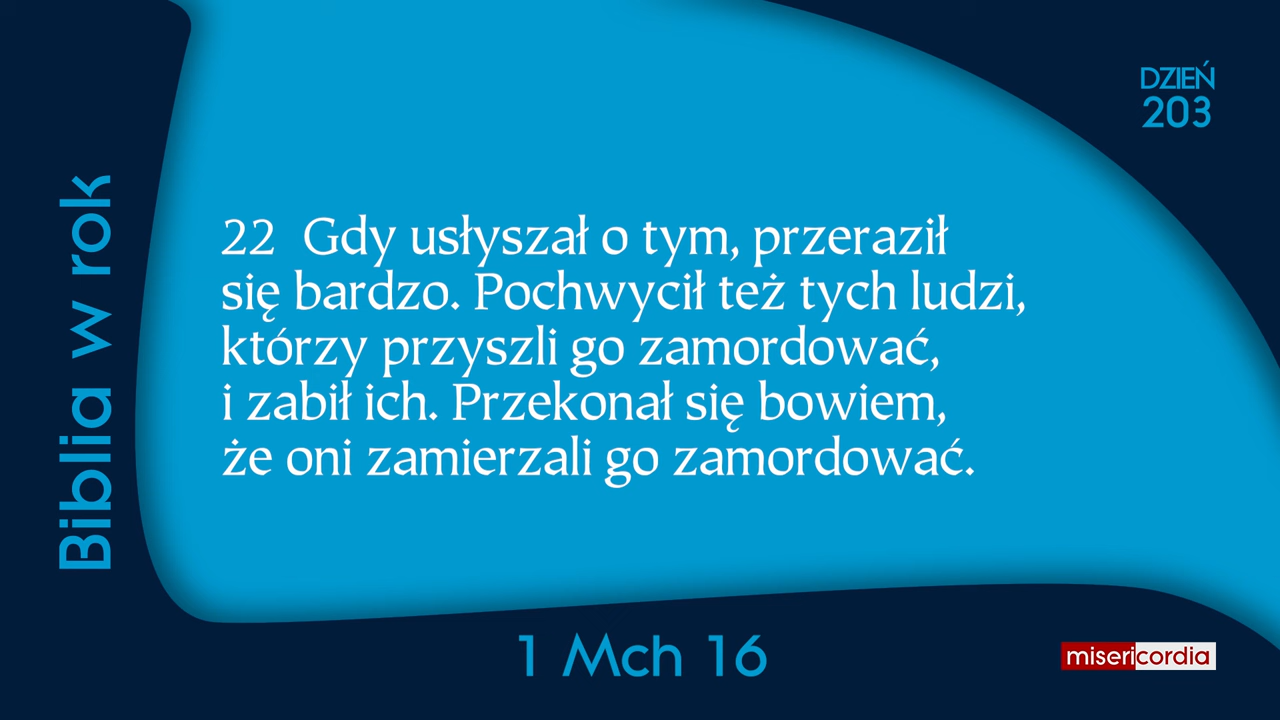 DZIEŃ
203
Biblia w rok
22 Gdy usłyszał o tym, przeraził
się bardzo. Pochwycił też tych ludzi,
którzy przyszli go zamordować,
i zabił ich. Przekonał się bowiem,
że oni zamierzali go zamordować.
1 Mch 16
misericordia